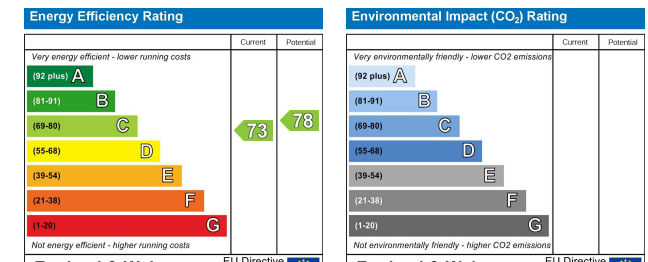 Energy Efficiency Rating
Current Potential
Very energy efficient - lower running costs
(92 plus) A
(81-91) B
(69-80) C
(55-68) D
(39-54) E
(21-38) F
(1-20) G
73
78
Not energy efficient - higher running costs
EU Directive
Environmental Impact (CO₂) Rating
Current Potential
Very environmentally friendly - lower CO2 emissions
(92 plus) A
(81-91) B
(69-80) C
(55-68) D
(39-54) E
(21-38) F
(1-20) G
Not environmentally friendly - higher CO2 emissions
EU Directive